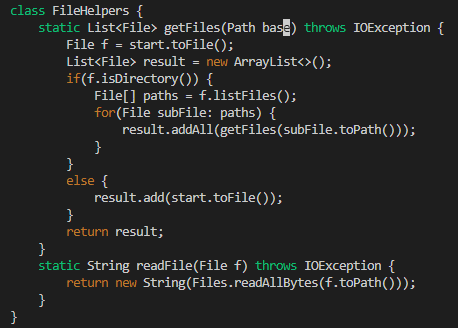 class FileHelpers {
    static List<File> getFiles(Path base) throws IOException {
        File f = start.toFile();
        List<File> result = new ArrayList<>();
        if(f.isDirectory()) {
            File[] paths = f.listFiles();
            for(File subFile: paths) {
                result.addAll(getFiles(subFile.toPath()));
            }
        }
        else {
            result.add(start.toFile());
        }
        return result;
    }
    static String readFile(File f) throws IOException {
        return new String(Files.readAllBytes(f.toPath()));
    }
}